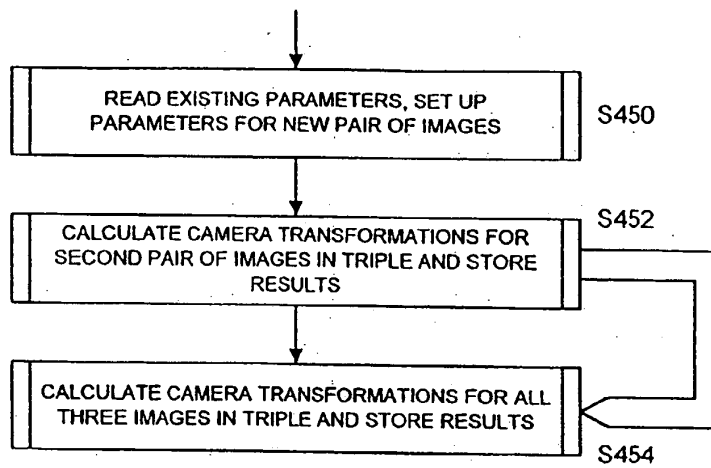 READ EXISTING PARAMETERS, SET UP
PARAMETERS FOR NEW PAIR OF IMAGES
S450
S452
CALCULATE CAMERA TRANSFORMATIONS FOR
SECOND PAIR OF IMAGES IN TRIPLE AND STORE
RESULTS
CALCULATE CAMERA TRANSFORMATIONS FOR ALL
THREE IMAGES IN TRIPLE AND STORE RESULTS
S454